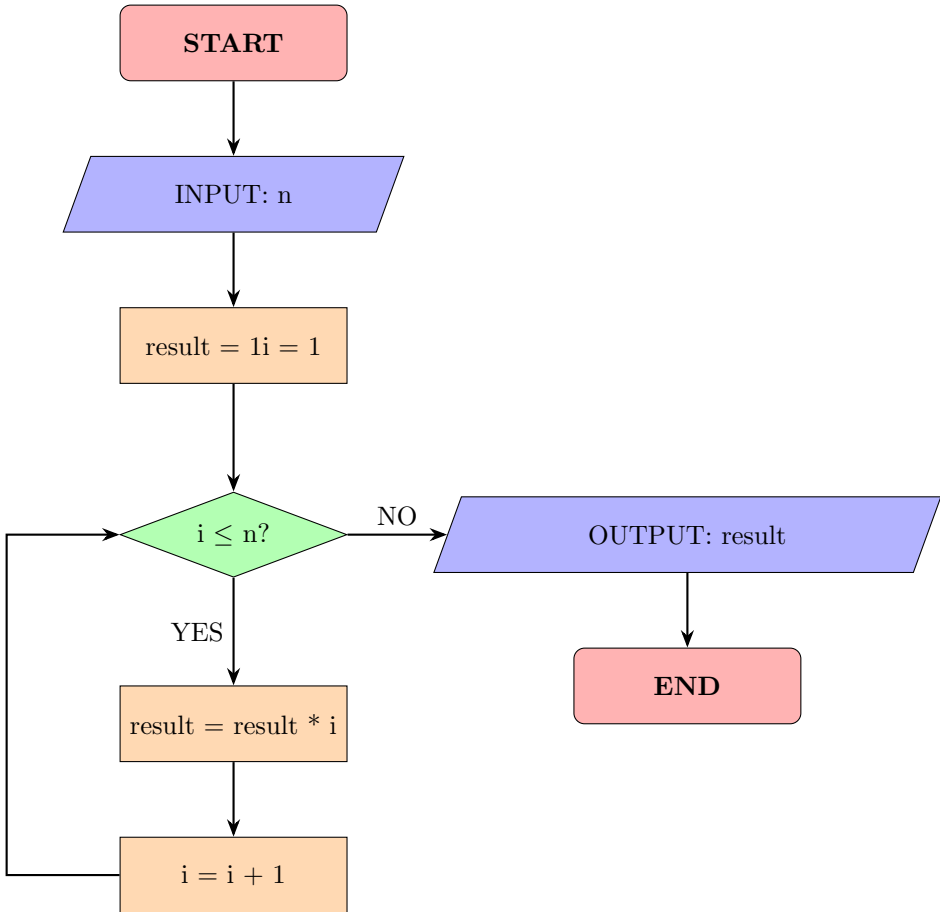 START
INPUT: n
result = 1i = 1
i ≤ n?
NO
OUTPUT: result
YES
END
result = result * i
i = i + 1